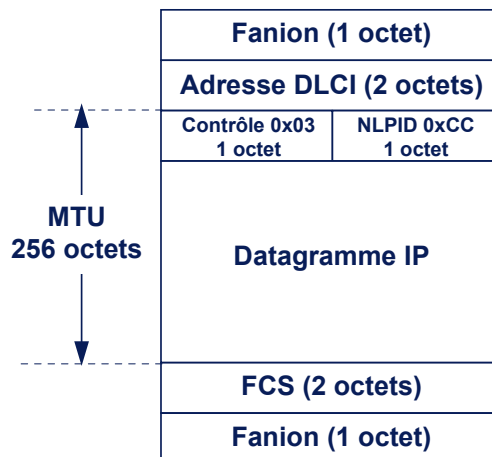 Fanion (1 octet)
Adresse DLCI (2 octets)
Contrôle 0x03
1 octet
NLPID 0xCC
1 octet
MTU
256 octets
Datagramme IP
FCS (2 octets)
Fanion (1 octet)